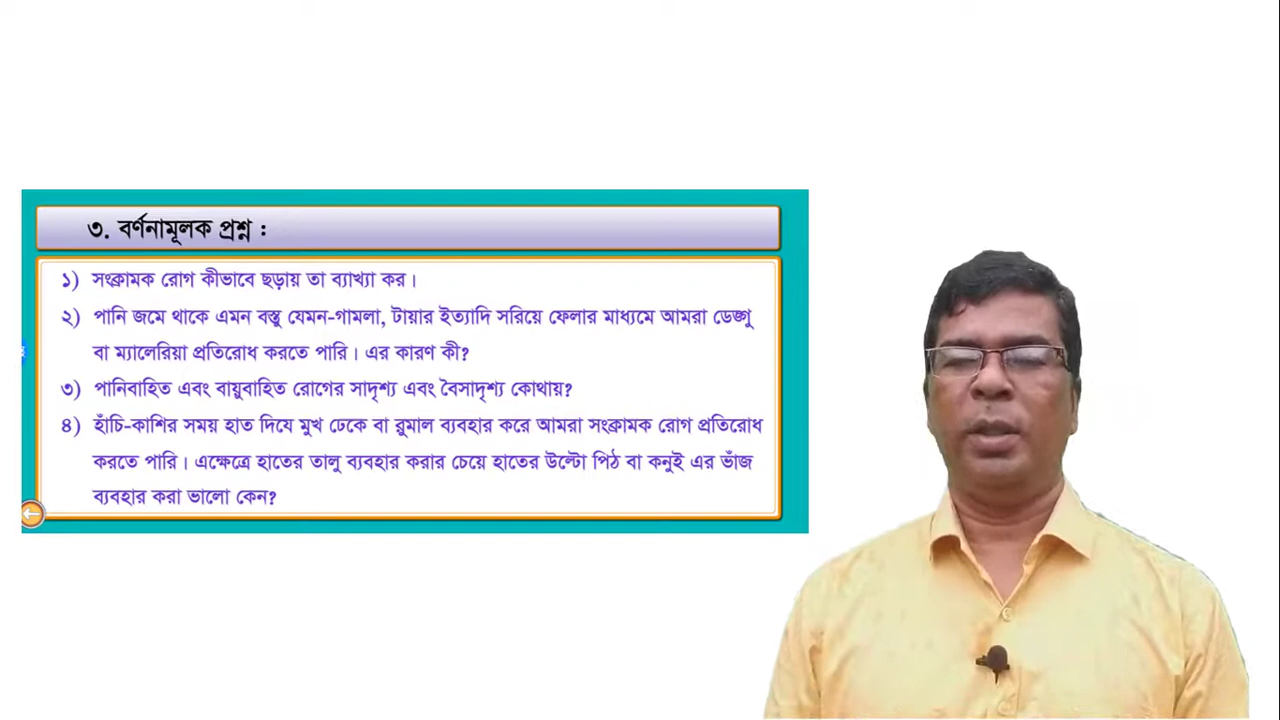 ৩. বর্ণনামূলক প্রশ্ন :
১) সংক্রামক রোগ কীভাবে ছড়ায় তা ব্যাখ্যা কর।
২) পানি জমে থাকে এমন বস্তু যেমন-গামলা, টায়ার ইত্যাদি সরিয়ে ফেলার মাধ্যমে আমরা ডেঙ্গু
বা ম্যালেরিয়া প্রতিরোধ করতে পারি। এর কারণ কী?
৩) পানিবাহিত এবং বায়ুবাহিত রোগের সাদৃশ্য এবং বৈসাদৃশ্য কোথায়?
৪) হাঁচি-কাশির সময় হাত দিযে মুখ ঢেকে বা রুমাল ব্যবহার করে আমরা সংক্রামক রোগ প্রতিরোধ
করতে পারি। এক্ষেত্রে হাতের তালু ব্যবহার করার চেয়ে হাতের উল্টো পিঠ বা কনুই এর ভাঁজ
ব্যবহার করা ভালো কেন?